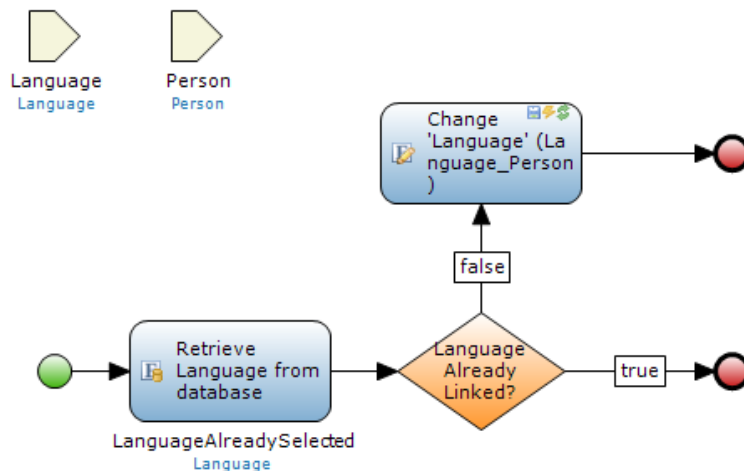 Language
Language
Person
Person
Change
'Language' (La
nguage_Person
)
false
Retrieve
Language from
database
LanguageAlreadySelected
Language
Language
Already
Linked?
true